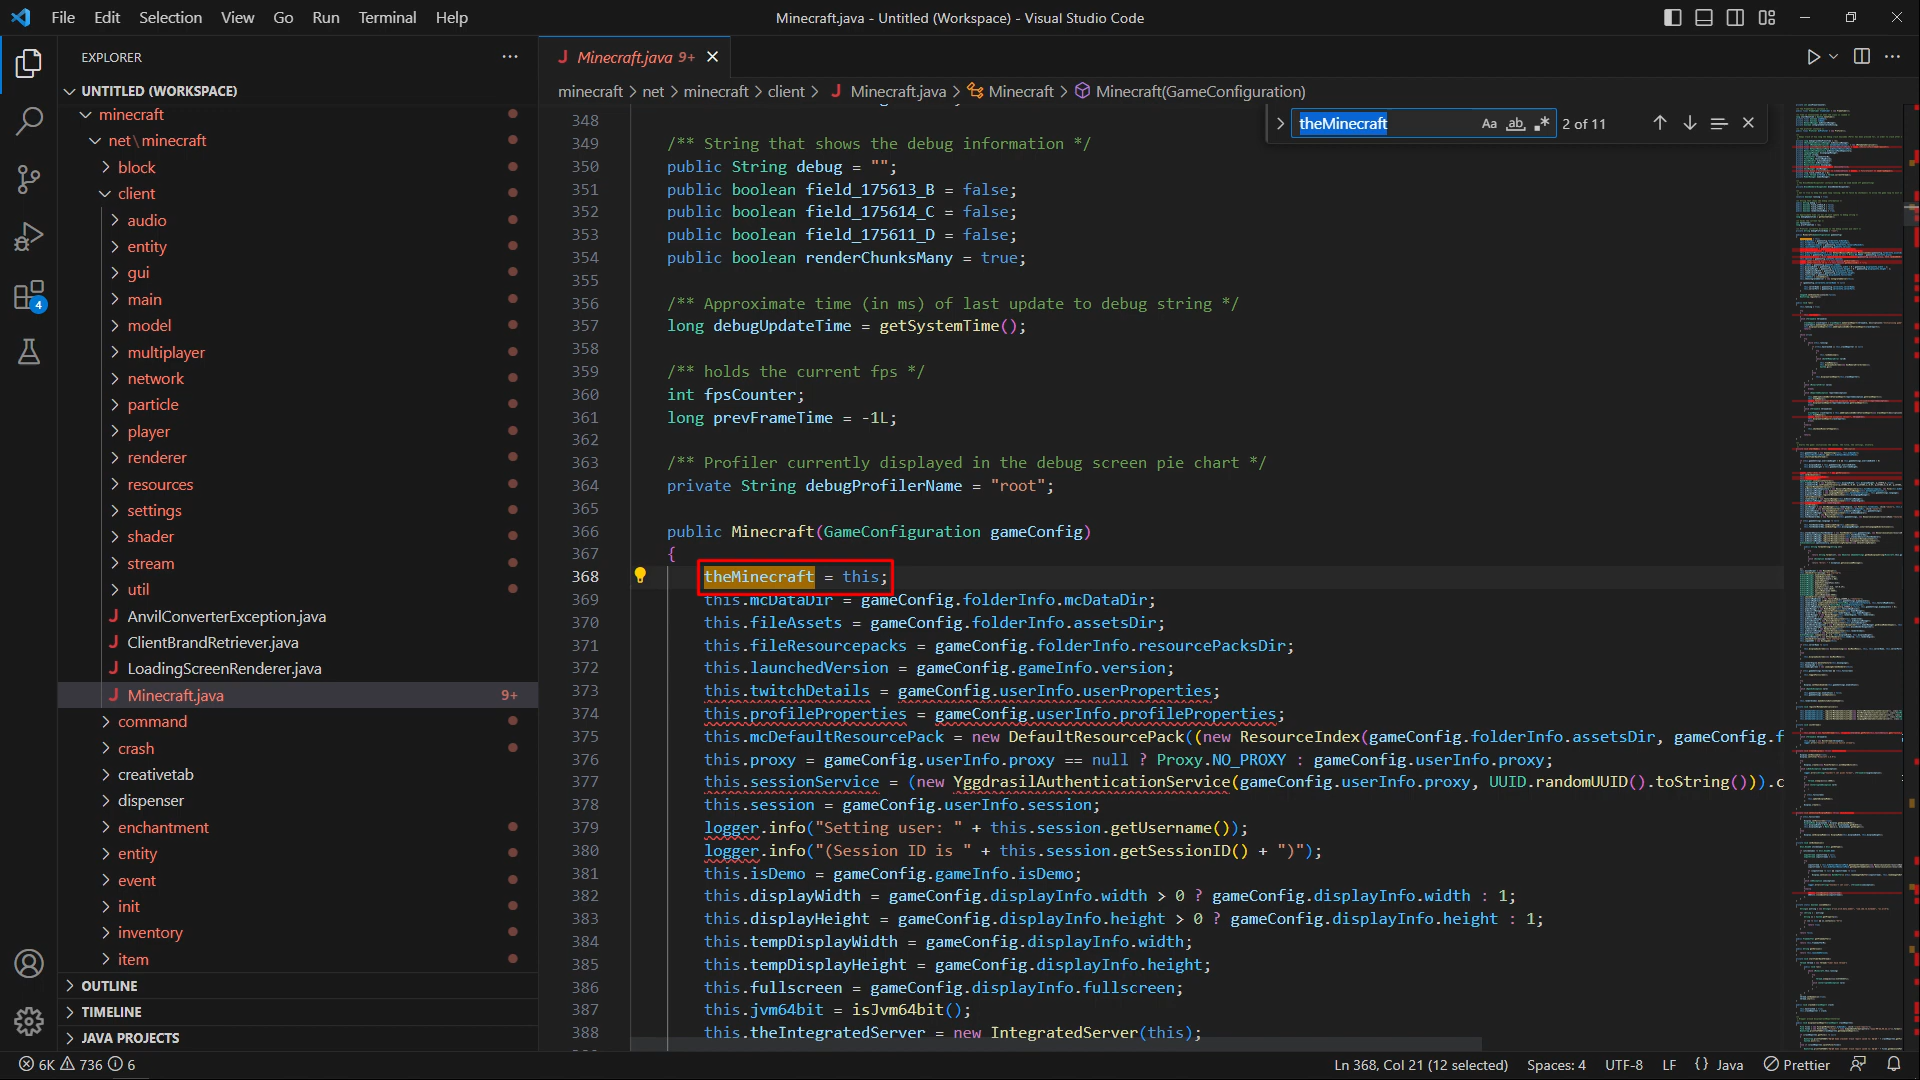 File Edit Selection View Go Run Terminal Help
Minecraft.java - Untitled (Workspace) - Visual Studio Code
EXPLORER
UNTITLED (WORKSPACE)
minecraft
net\minecraft
block
client
audio
entity
gui
main
model
multiplayer
network
particle
player
renderer
resources
settings
shader
stream
util
J AnvilConverterException.java
J ClientBrandRetriever.java
J LoadingScreenRenderer.java
J Minecraft.java 9+
command
crash
creativetab
dispenser
enchantment
entity
event
init
inventory
item
OUTLINE
TIMELINE
JAVA PROJECTS
4
J Minecraft.java 9+
minecraft > net > minecraft > client > J Minecraft.java > Minecraft > Minecraft(GameConfiguration)
theMinecraft Aa ab 2 of 11
348
349 /** String that shows the debug information */
350 public String debug = "";
351 public boolean field_175613_B = false;
352 public boolean field_175614_C = false;
353 public boolean field_175611_D = false;
354 public boolean renderChunksMany = true;
355
356 /** Approximate time (in ms) of last update to debug string */
357 long debugUpdateTime = getSystemTime();
358
359 /** holds the current fps */
360 int fpsCounter;
361 long prevFrameTime = -1L;
362
363 /** Profiler currently displayed in the debug screen pie chart */
364 private String debugProfilerName = "root";
365
366 public Minecraft(GameConfiguration gameConfig)
367 {
368 theMinecraft = this;
369 this.mcDataDir = gameConfig.folderInfo.mcDataDir;
370 this.fileAssets = gameConfig.folderInfo.assetsDir;
371 this.fileResourcepacks = gameConfig.folderInfo.resourcePacksDir;
372 this.launchedVersion = gameConfig.gameInfo.version;
373 this.twitchDetails = gameConfig.userInfo.userProperties;
374 this.profileProperties = gameConfig.userInfo.profileProperties;
375 this.mcDefaultResourcePack = new DefaultResourcePack((new ResourceIndex(gameConfig.folderInfo.assetsDir, gameConfig.f
376 this.proxy = gameConfig.userInfo.proxy == null ? Proxy.NO_PROXY : gameConfig.userInfo.proxy;
377 this.sessionService = (new YggdrasilAuthenticationService(gameConfig.userInfo.proxy, UUID.randomUUID().toString())).c
378 this.session = gameConfig.userInfo.session;
379 logger.info("Setting user: " + this.session.getUsername());
380 logger.info("(Session ID is " + this.session.getSessionID() + ")");
381 this.isDemo = gameConfig.gameInfo.isDemo;
382 this.displayWidth = gameConfig.displayInfo.width > 0 ? gameConfig.displayInfo.width : 1;
383 this.displayHeight = gameConfig.displayInfo.height > 0 ? gameConfig.displayInfo.height : 1;
384 this.tempDisplayWidth = gameConfig.displayInfo.width;
385 this.tempDisplayHeight = gameConfig.displayInfo.height;
386 this.fullscreen = gameConfig.displayInfo.fullscreen;
387 this.jvm64bit = isJvm64bit();
388 this.theIntegratedServer = new IntegratedServer(this);
6K 736 6 Ln 368, Col 21 (12 selected) Spaces: 4 UTF-8 LF {} Java Prettier